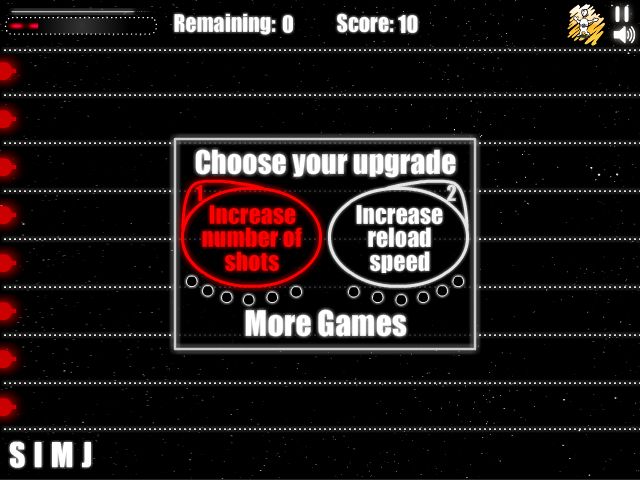 Remaining: 0 Score: 10
Choose your upgrade
1 2
Increase number of shots
Increase reload speed
More Games
S I M J